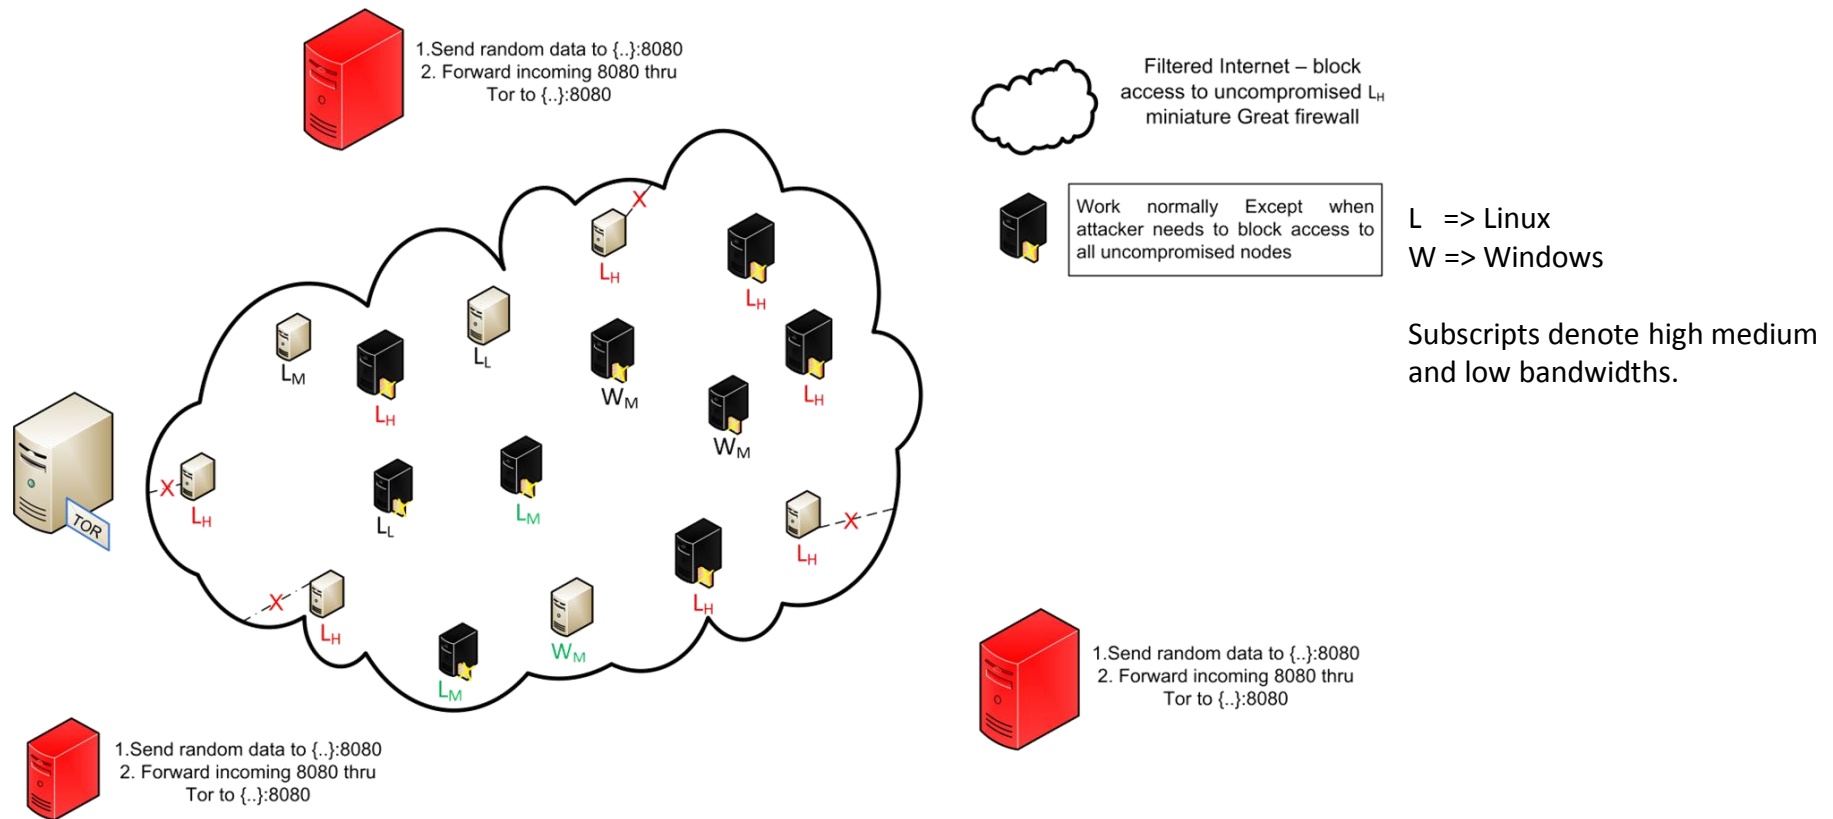 1.Send random data to {..}:8080
2. Forward incoming 8080 thru
Tor to {..}:8080
Filtered Internet – block
access to uncompromised LH
miniature Great firewall
Work normally Except when
attacker needs to block access to
all uncompromised nodes
L => Linux
W => Windows
Subscripts denote high medium
and low bandwidths.
X
LH
LH
LM
LH
LL
WM
LH
WM
X
LH
TOR
LL
LM
X
LH
X
LH
LH
WM
LM
1.Send random data to {..}:8080
2. Forward incoming 8080 thru
Tor to {..}:8080
1.Send random data to {..}:8080
2. Forward incoming 8080 thru
Tor to {..}:8080